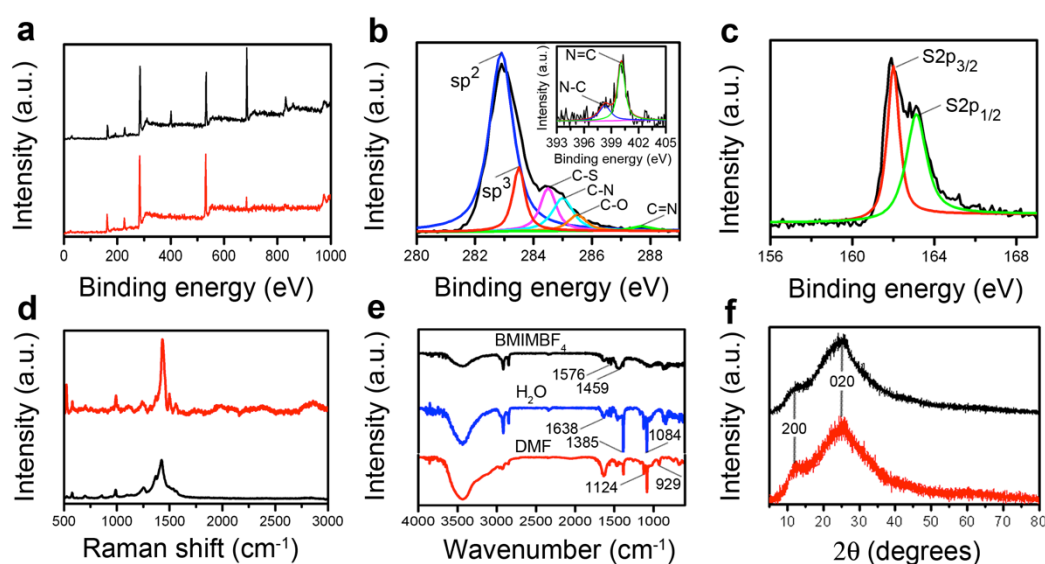 a
Intensity (a.u.)
0 200 400 600 800 1000
Binding energy (eV)
b
Intensity (a.u.)
sp²
sp³
C-S
C-N
C-O
C=N
N=C
N-C
Intensity (a.u.)
393 396 399 402 405
Binding energy (eV)
280 282 284 286 288
Binding energy (eV)
c
Intensity (a.u.)
S2p3/2
S2p1/2
156 160 164 168
Binding energy (eV)
d
Intensity (a.u.)
500 1000 1500 2000 2500 3000
Raman shift (cm⁻¹)
e
Intensity (a.u.)
BMIMBF₄
1576
1459
H₂O
1638
1385
1084
DMF
1124
929
4000 3500 3000 2500 2000 1500 1000
Wavenumber (cm⁻¹)
f
Intensity (a.u.)
200
020
10 20 30 40 50 60 70 80
2θ (degrees)